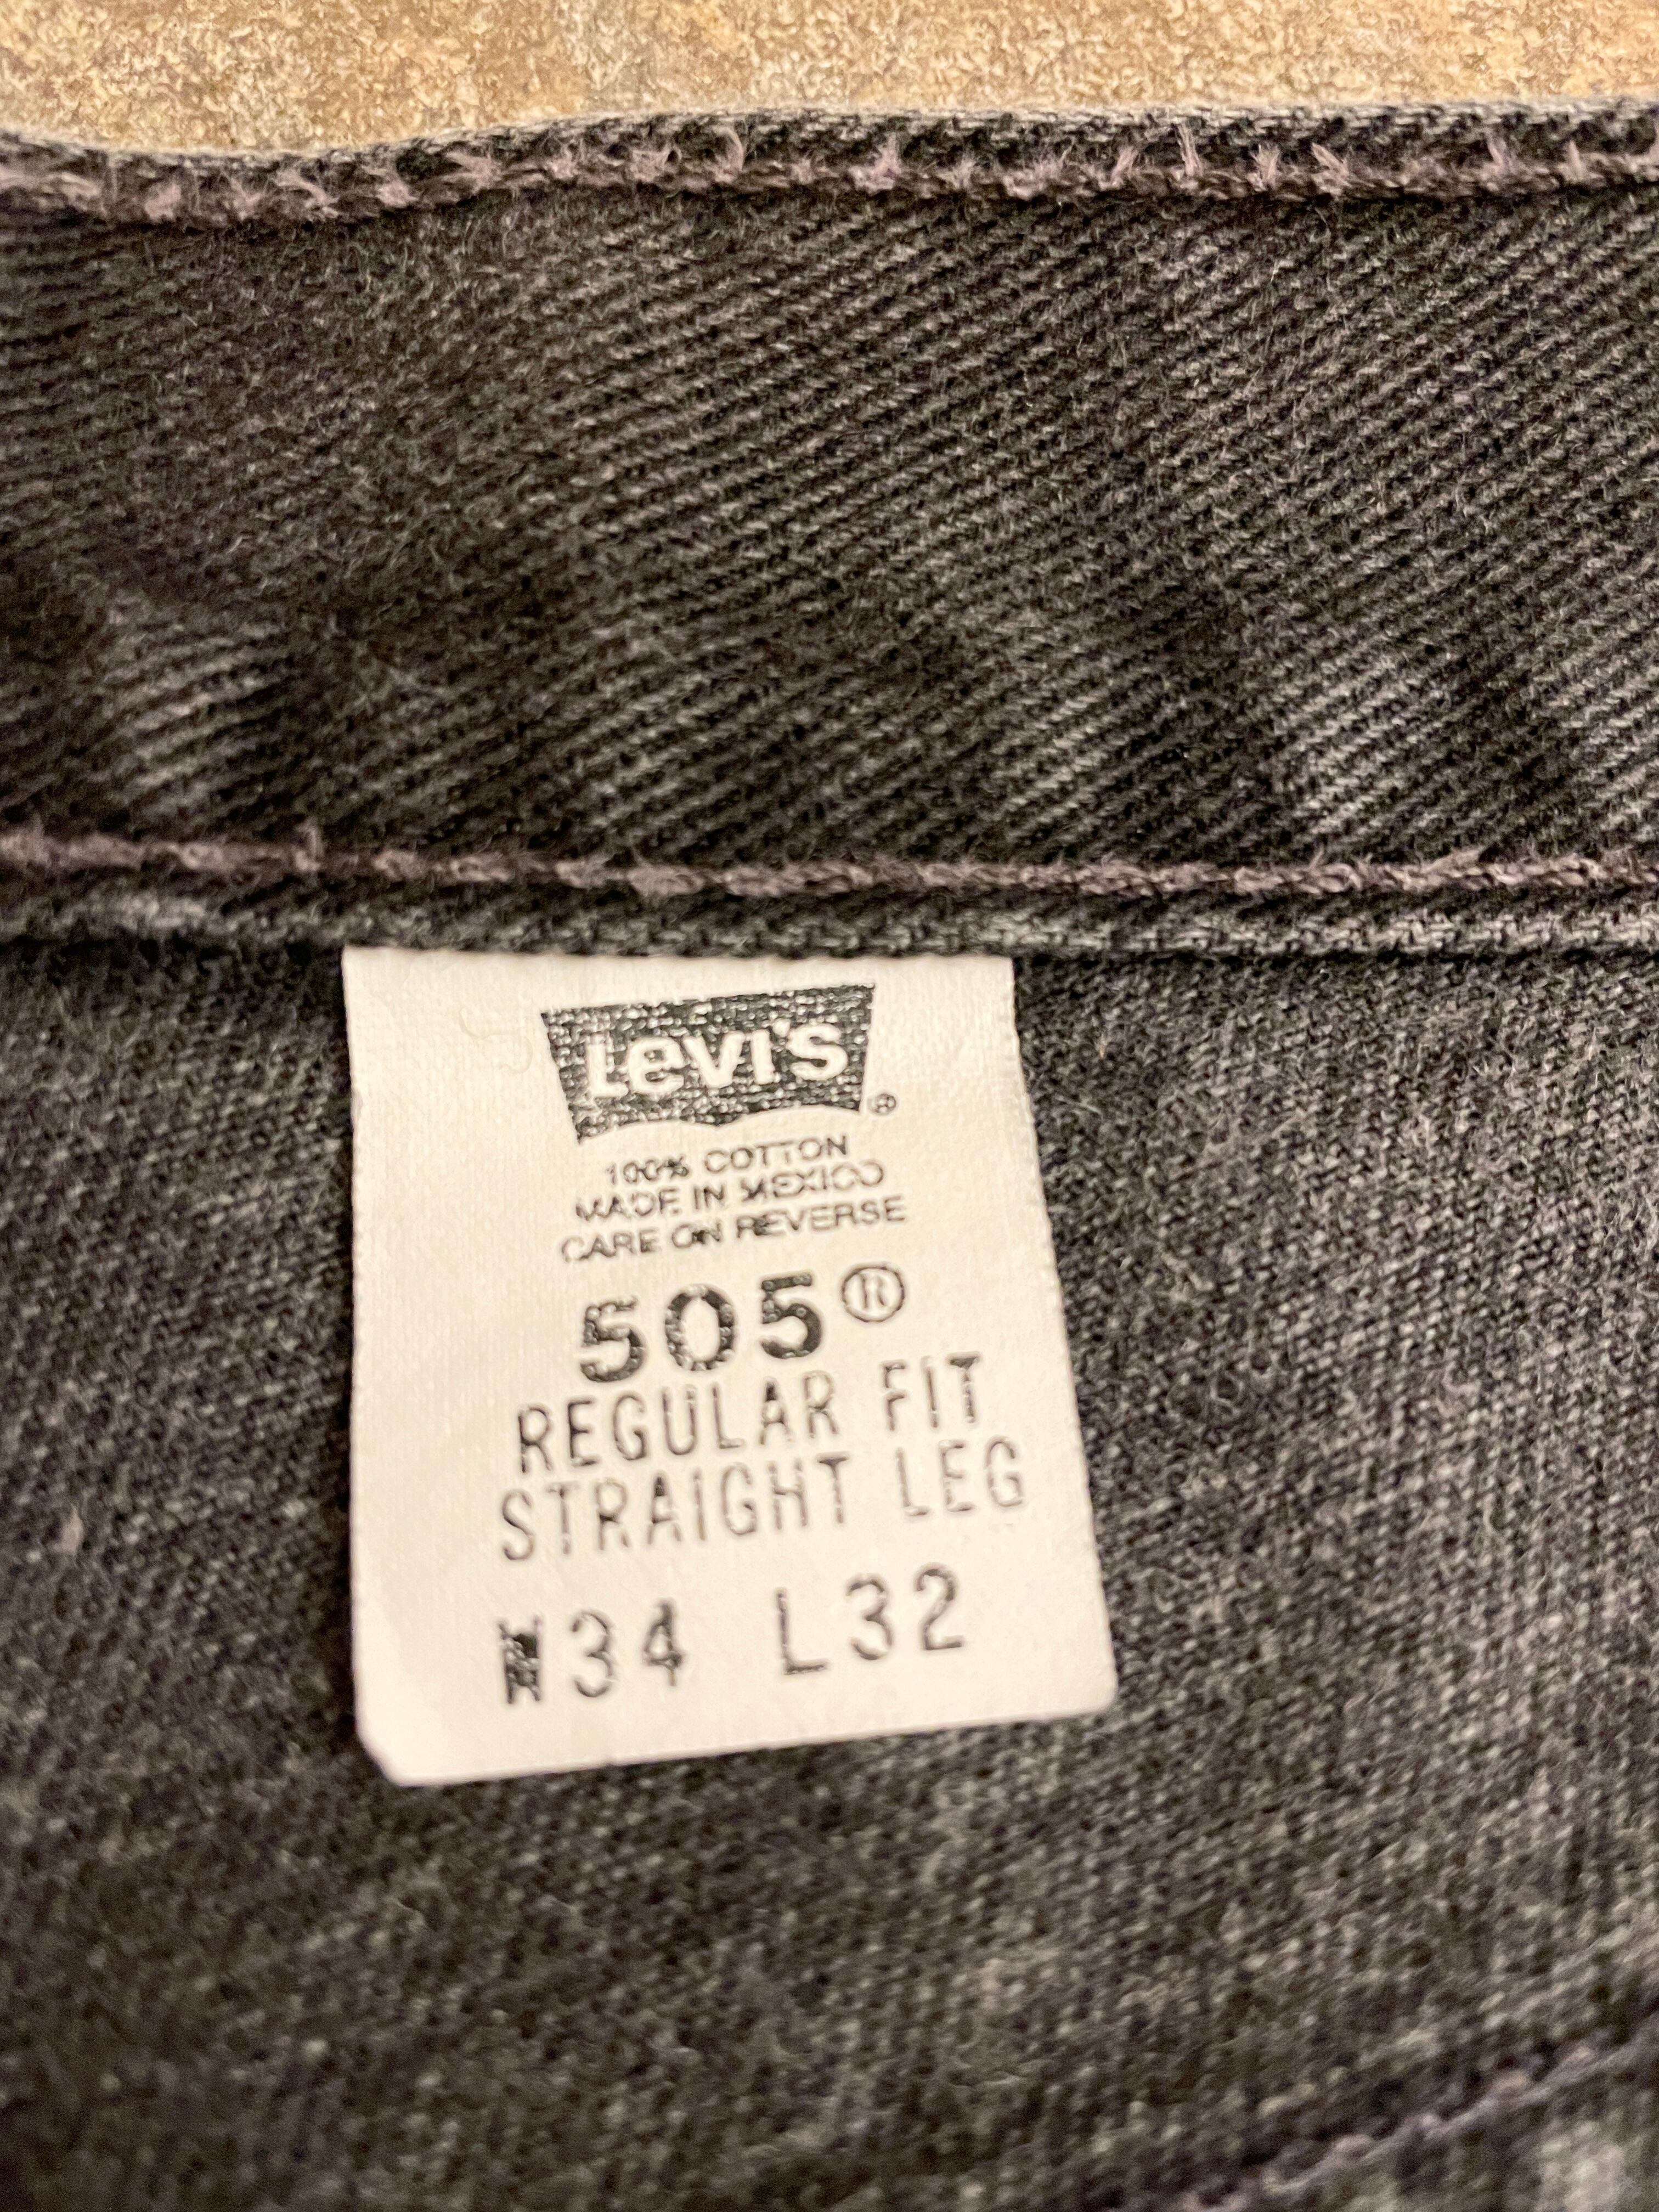 Levi's®
100% COTTON
MADE IN MEXICO
CARE ON REVERSE
505®
REGULAR FIT
STRAIGHT LEG
W34 L32